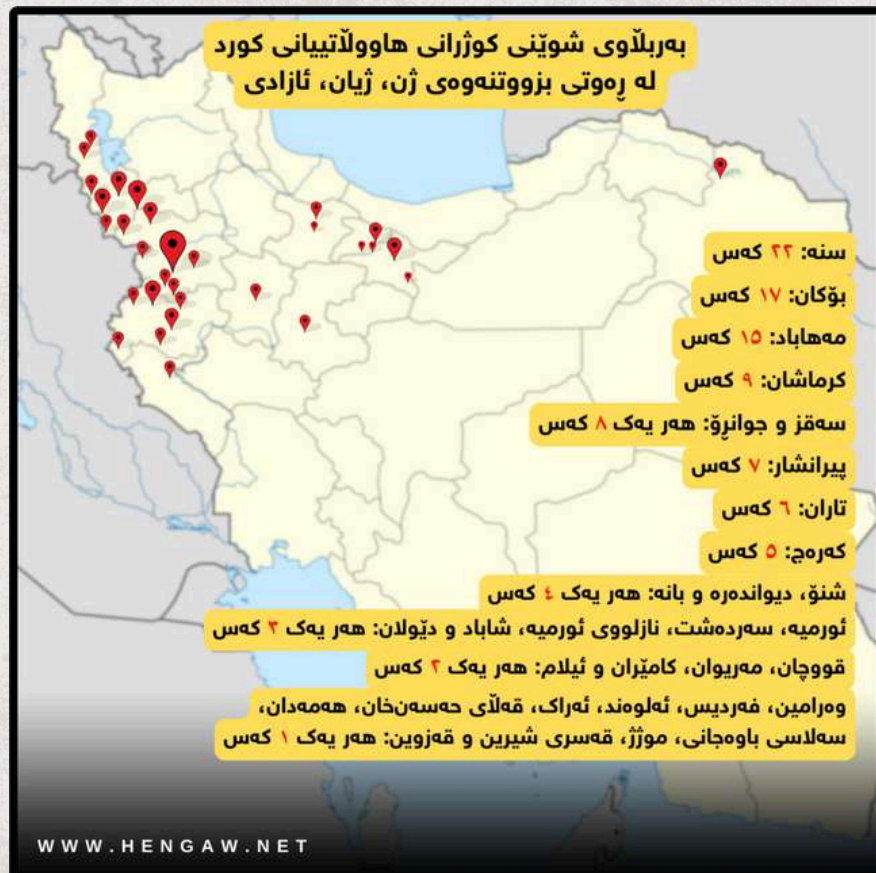 بەربڵاوی شوێنی کوژرانی هاووڵاتییانی کورد
لە ڕەوتی بزووتنەوەی ژن، ژیان، ئازادی
سنە: ٢٢ کەس
بۆکان: ١٧ کەس
مەهاباد: ١٥ کەس
کرماشان: ٩ کەس
سەقز و جوانڕۆ: هەر یەک ٨ کەس
پیرانشار: ٧ کەس
تاران: ٦ کەس
کەرەج: ٥ کەس
شنۆ، دیواندەرە و بانە: هەر یەک ٤ کەس
ئورمیە، سەردەشت، نازلووی ئورمیە، شاباد و دێولان: هەر یەک ٣ کەس
قووچان، مەریوان، کامێران و ئیلام: هەر یەک ٢ کەس
وەرامین، فەردیس، ئەلوەند، ئەراک، قەڵای حەسەنخان، هەمەدان،
سەلاسی باوەجانی، موژژ، قەسری شیرین و قەزوین: هەر یەک ١ کەس
WWW.HENGAW.NET